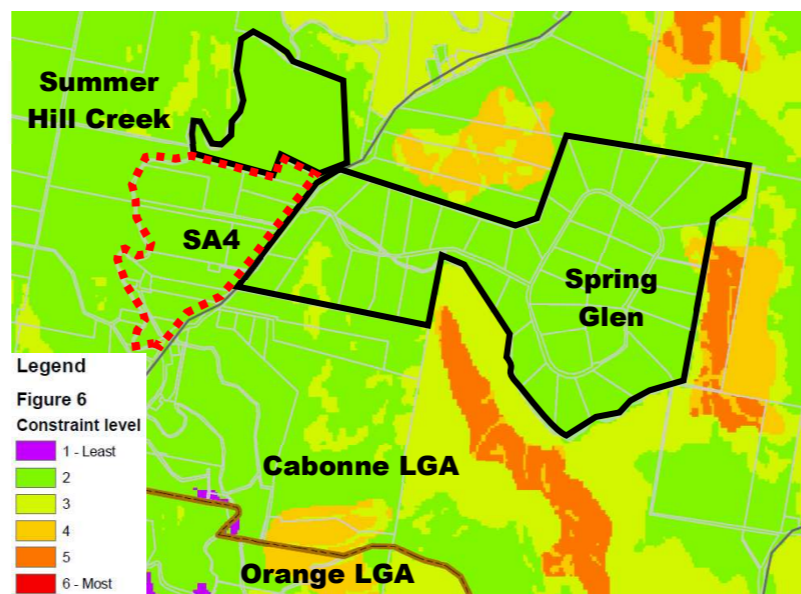 Summer
Hill Creek
SA4
Spring
Glen
Cabonne LGA
Orange LGA
Legend
Figure 6
Constraint level
1 - Least
2
3
4
5
6 - Most